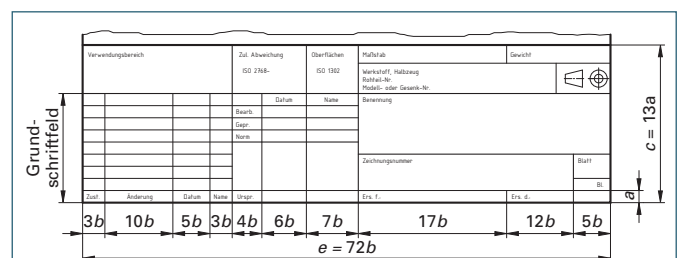 Verwendungsbereich
Zul. Abweichung
Oberflächen
Maßstab
Gewicht
ISO 2768-
ISO 1302
Werkstoff, Halbzeug
Rohteil-Nr.
Modell- oder Gesenk-Nr.
Datum
Name
Benennung
Bearb.
Gepr.
Norm
Zeichnungsnummer
Blatt
Bl.
Zust.
Änderung
Datum
Name
Urspr.
Ers. f.:
Ers. d.:
Grund-
schriftfeld
c = 13a
a
3b
10b
5b
3b
4b
6b
7b
17b
12b
5b
e = 72b